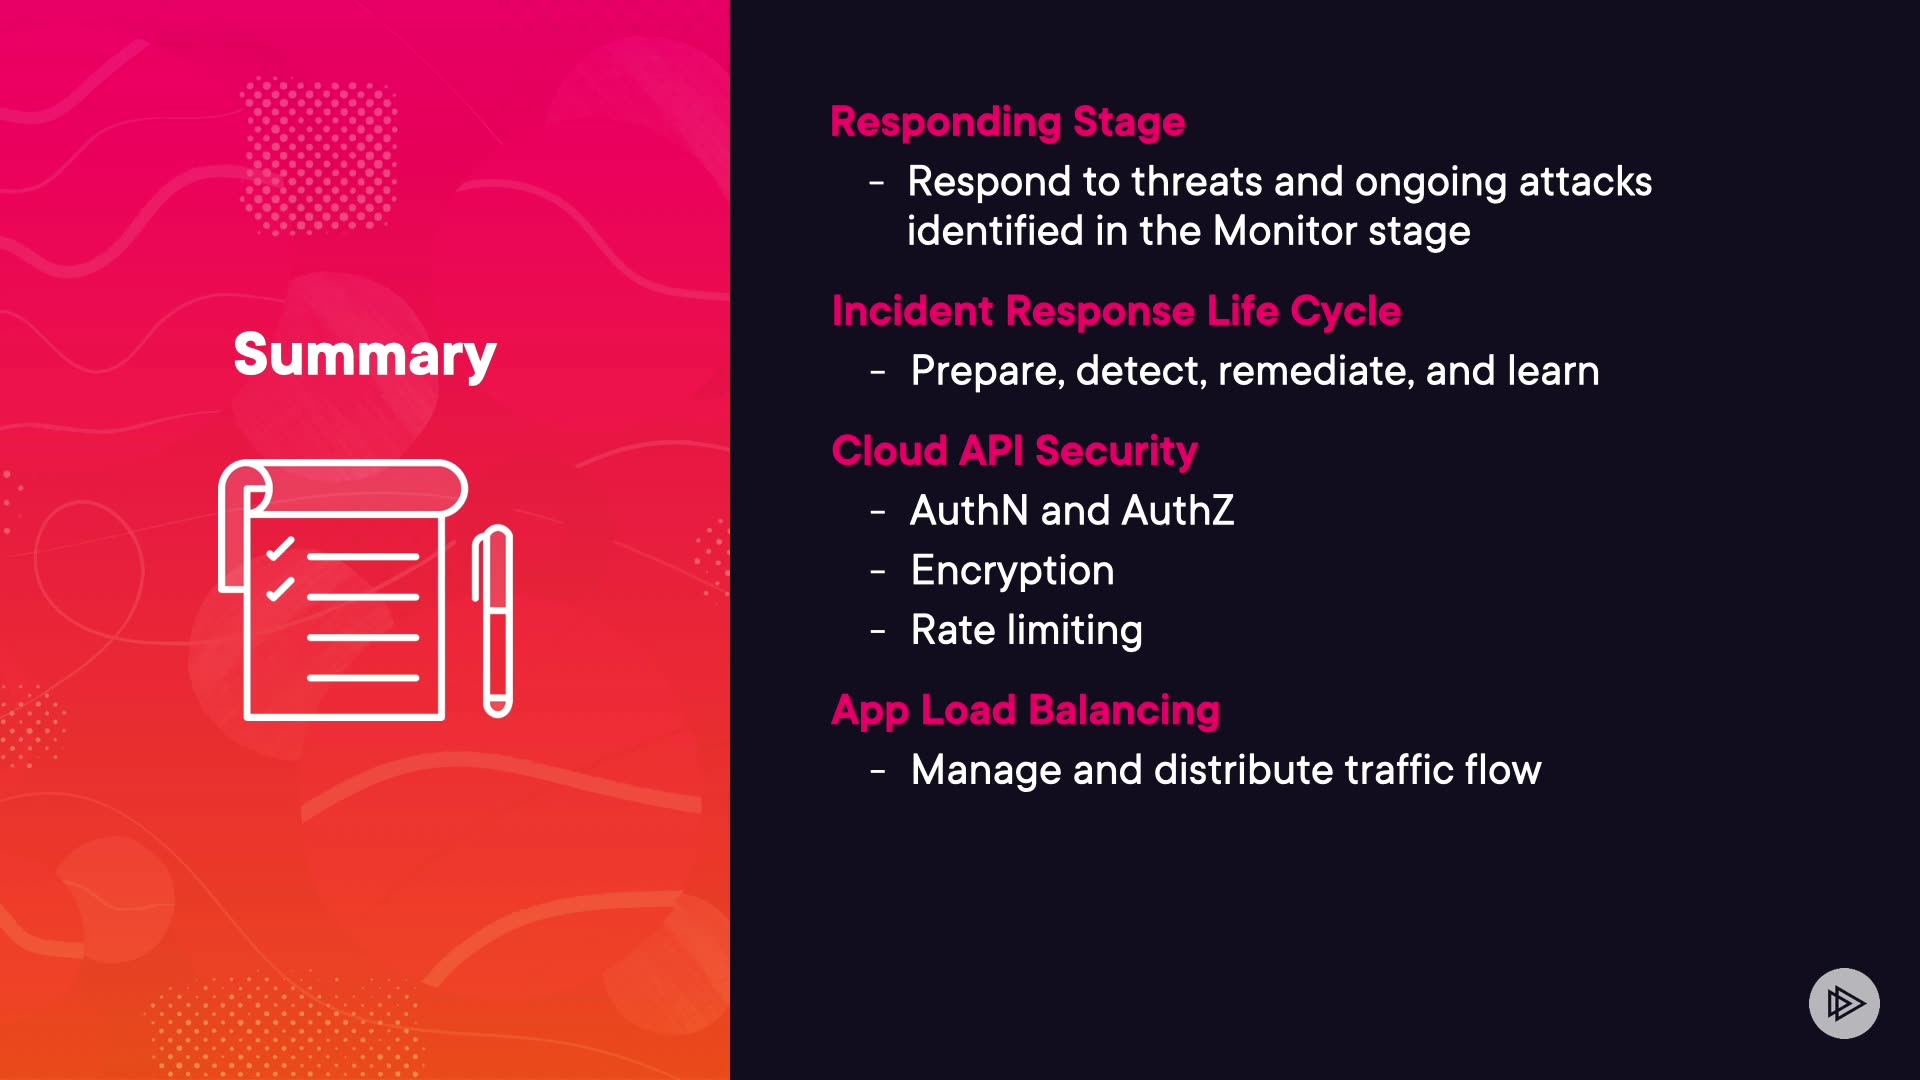 Summary
Responding Stage
- Respond to threats and ongoing attacks
identified in the Monitor stage
Incident Response Life Cycle
- Prepare, detect, remediate, and learn
Cloud API Security
- AuthN and AuthZ
- Encryption
- Rate limiting
App Load Balancing
- Manage and distribute traffic flow